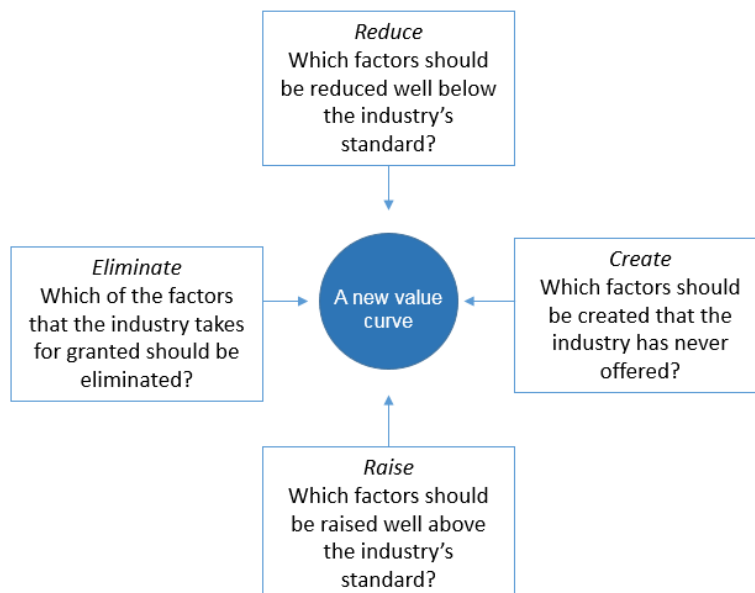 Reduce
Which factors should
be reduced well below
the industry’s
standard?
Eliminate
Which of the factors
that the industry takes
for granted should be
eliminated?
A new value
curve
Create
Which factors should
be created that the
industry has never
offered?
Raise
Which factors should
be raised well above
the industry’s
standard?